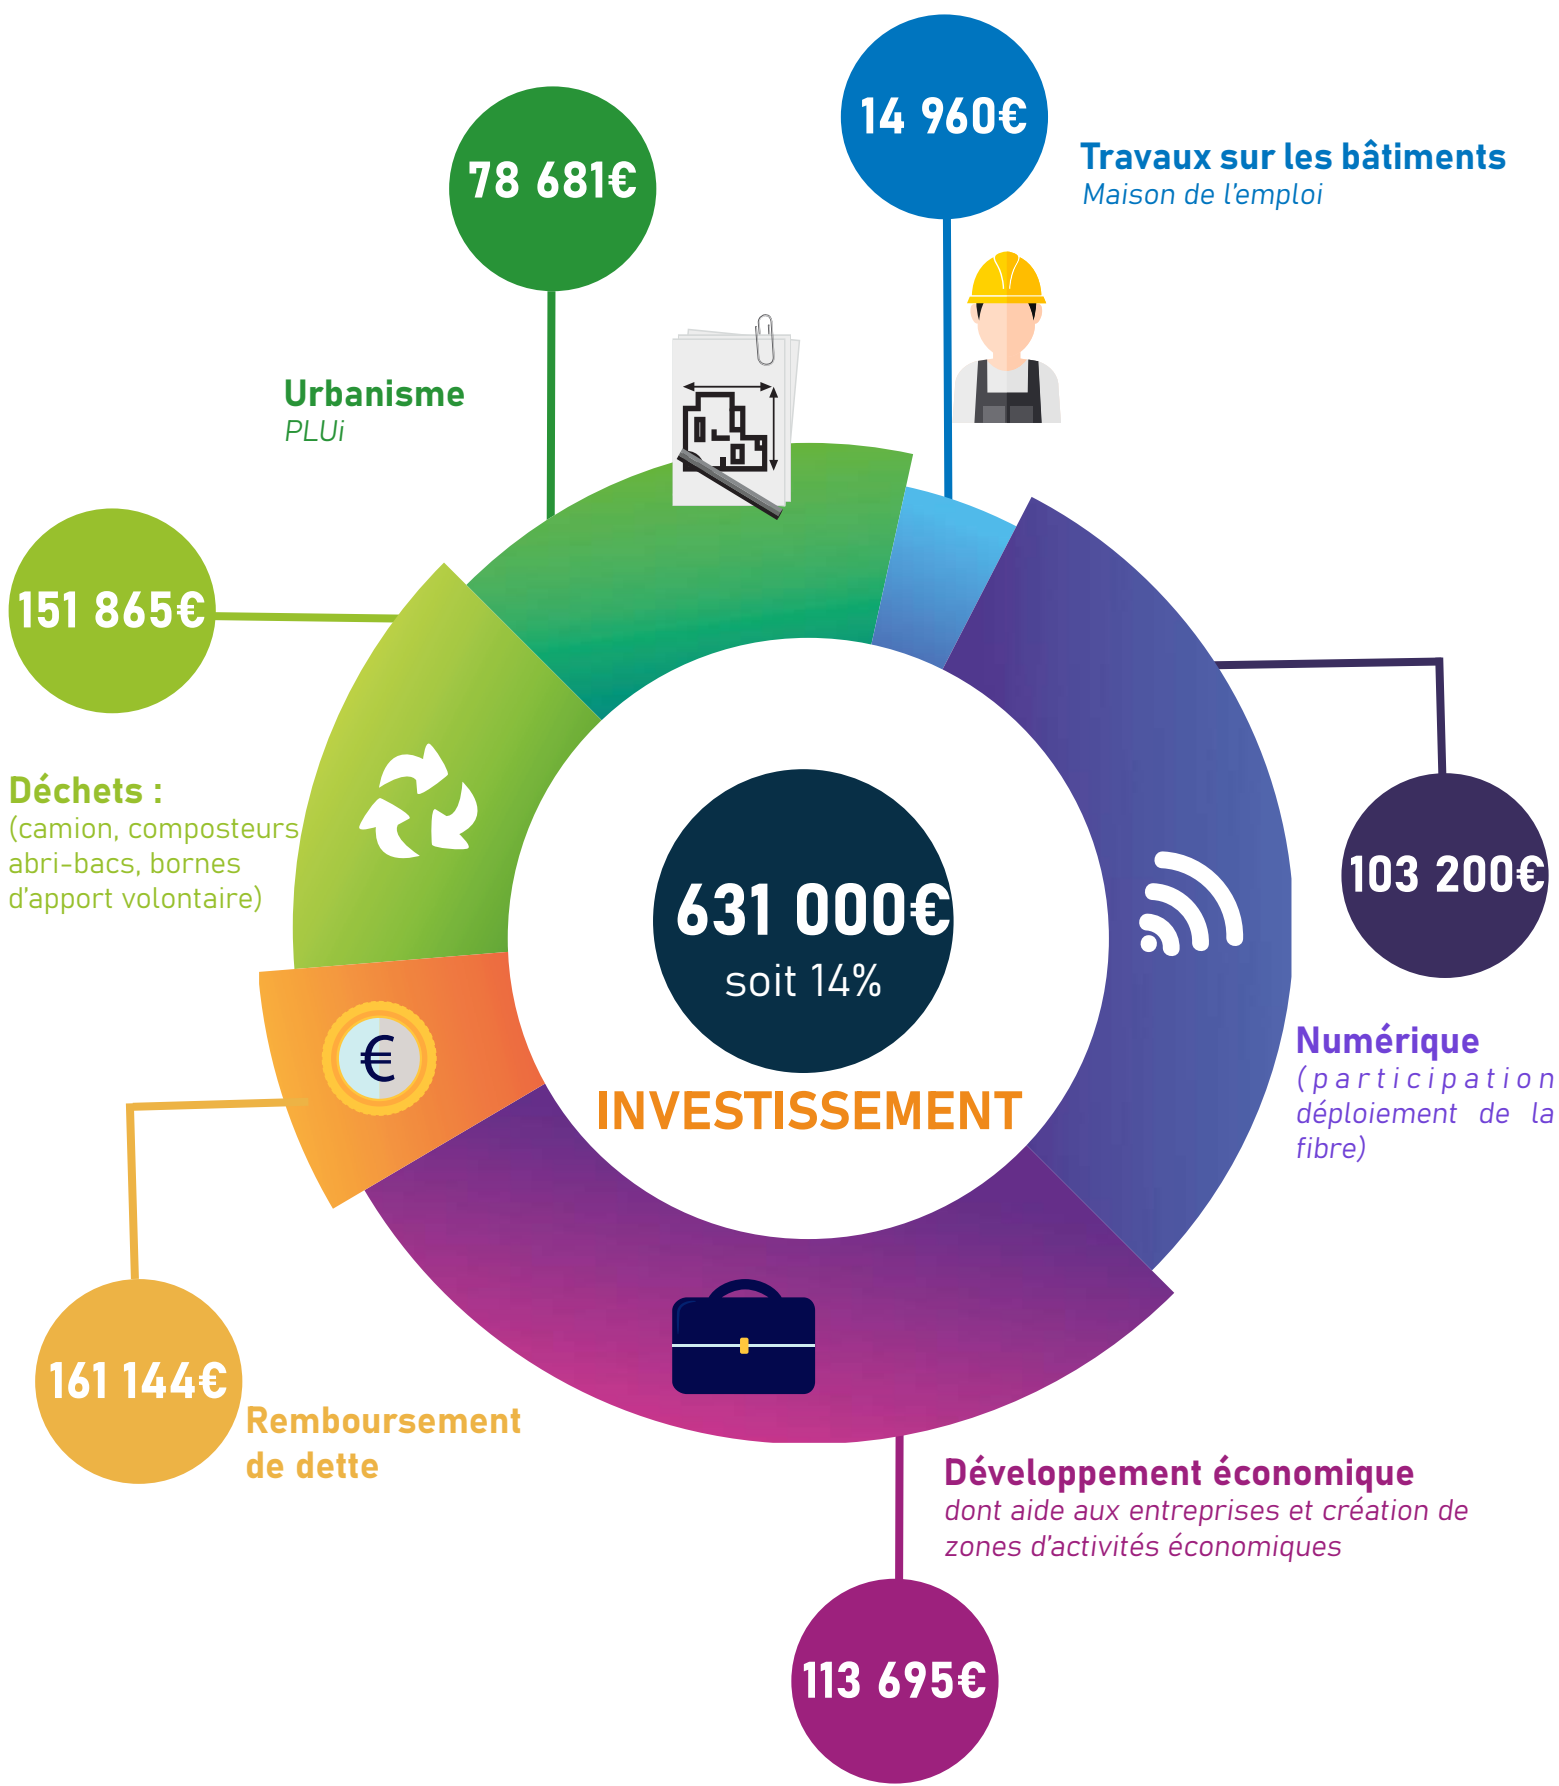 14 960€
Travaux sur les bâtiments
Maison de l'emploi
78 681€
Urbanisme
PLUi
151 865€
Déchets :
(camion, composteurs
abri-bacs, bornes
d'apport volontaire)
631 000€
soit 14%
INVESTISSEMENT
103 200€
Numérique
(participation
déploiement de la
fibre)
€
161 144€
Remboursement
de dette
Développement économique
dont aide aux entreprises et création de
zones d'activités économiques
113 695€